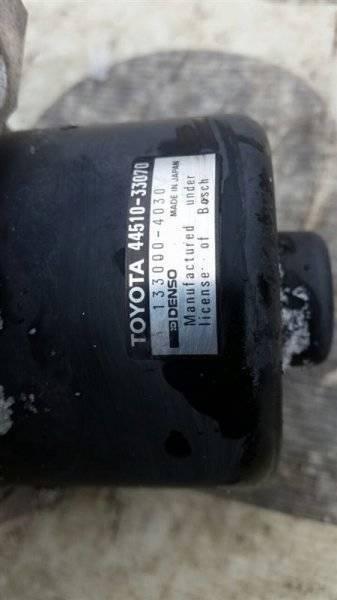 TOYOTA 44510-33070
133000-4030
DENSO MADE IN JAPAN
Manufactured under
license of Bosch